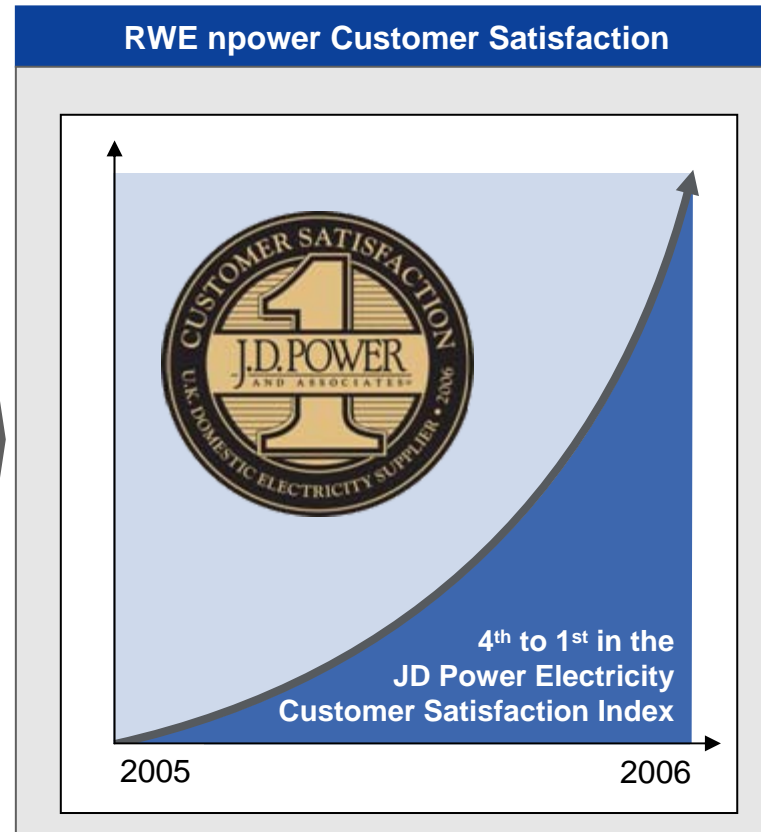 RWE npower Customer Satisfaction
CUSTOMER SATISFACTION
1
J.D.POWER
AND ASSOCIATES®
U.K. DOMESTIC ELECTRICITY SUPPLIER • 2006
4th to 1st in the
JD Power Electricity
Customer Satisfaction Index
2005 2006